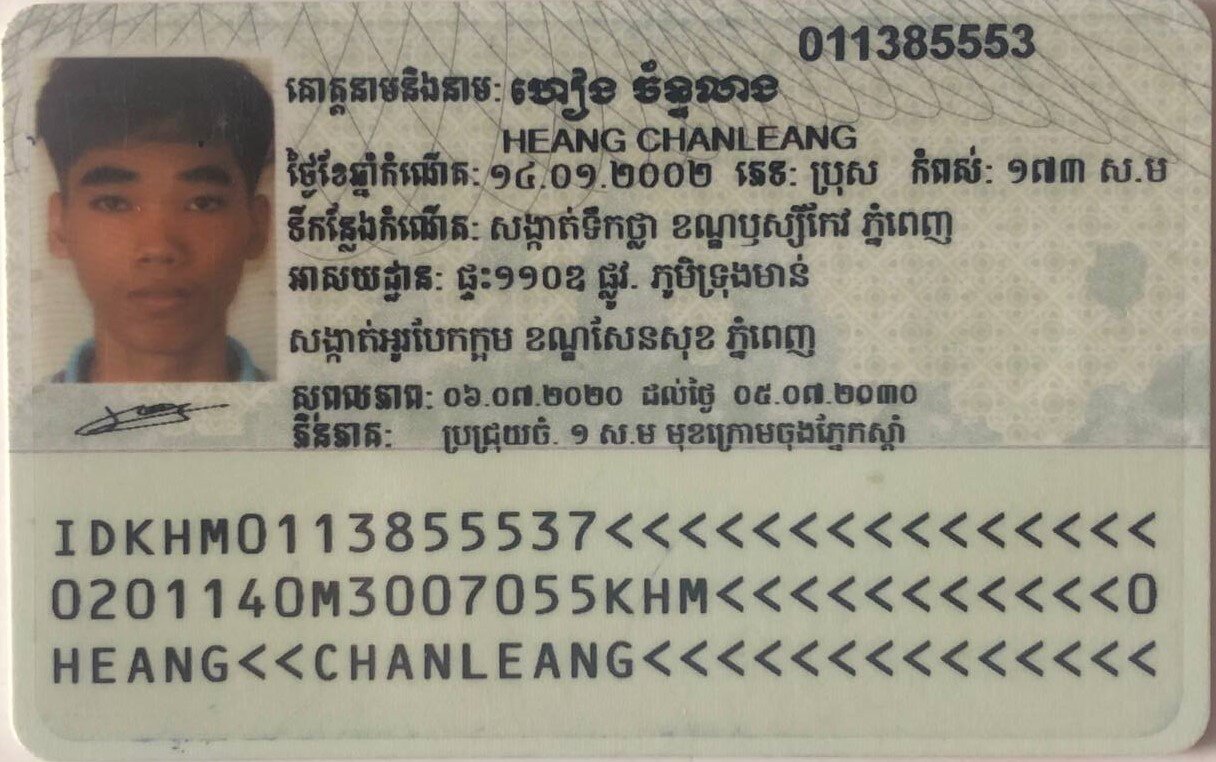 011385553
គោត្តនាមនិងនាម: ហៀង ច័ន្ទលាង
HEANG CHANLEANG
ថ្ងៃខែឆ្នាំកំណើត: ១៤.០១.២០០២ ភេទ: ប្រុស កំពស់: ១៧៣ ស.ម
ទីកន្លែងកំណើត: សង្កាត់ទឹកថ្លា ខណ្ឌឫស្សីកែវ ភ្នំពេញ
អាសយដ្ឋាន: ផ្ទះ១១០ឌ ផ្លូវ. ភូមិទ្រុងមាន់
សង្កាត់អូរបែកក្អម ខណ្ឌសែនសុខ ភ្នំពេញ
សុពលភាព: ០៦.០៧.២០២០ ដល់ថ្ងៃ ០៥.០៧.២០៣០
ភិនភាគ: ប្រជ្រុយចំ. ១ ស.ម មុខក្រោមចុងភ្នែកស្តាំ
IDKHM0113855537<<<<<<<<<<<<<<<
0201140M3007055KHM<<<<<<<<<<<0
HEANG<<CHANLEANG<<<<<<<<<<<<<<